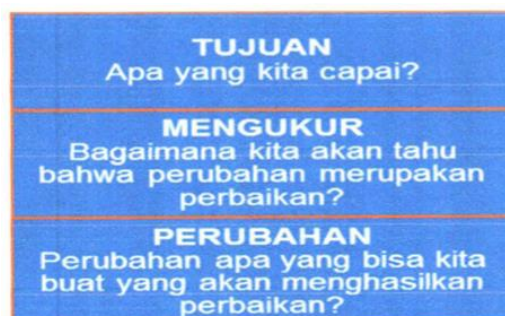 TUJUAN
Apa yang kita capai?
MENGUKUR
Bagaimana kita akan tahu
bahwa perubahan merupakan
perbaikan?
PERUBAHAN
Perubahan apa yang bisa kita
buat yang akan menghasilkan
perbaikan?